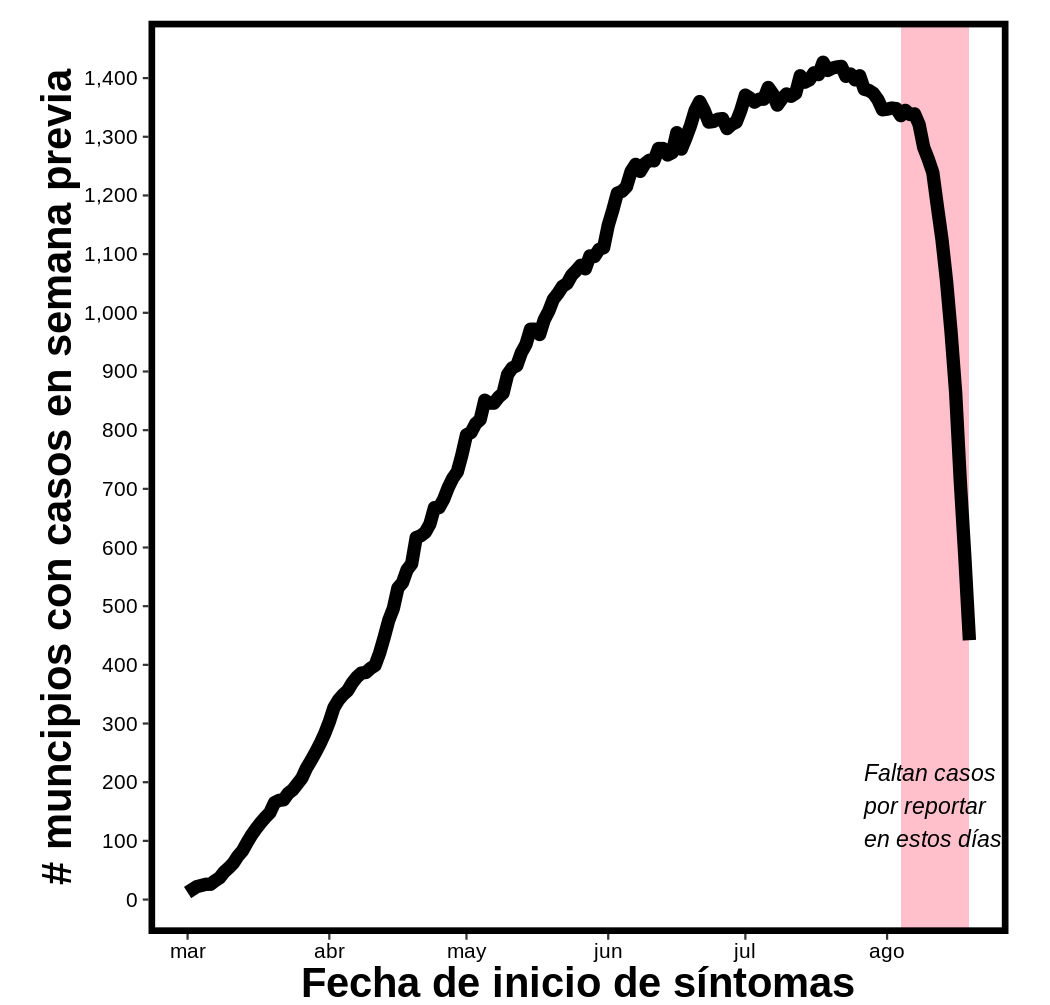 # muncipios con casos en semana previa
1,400
1,300
1,200
1,100
1,000
900
800
700
600
500
400
300
200
100
0
Faltan casos
por reportar
en estos días
mar abr may jun jul ago
Fecha de inicio de síntomas